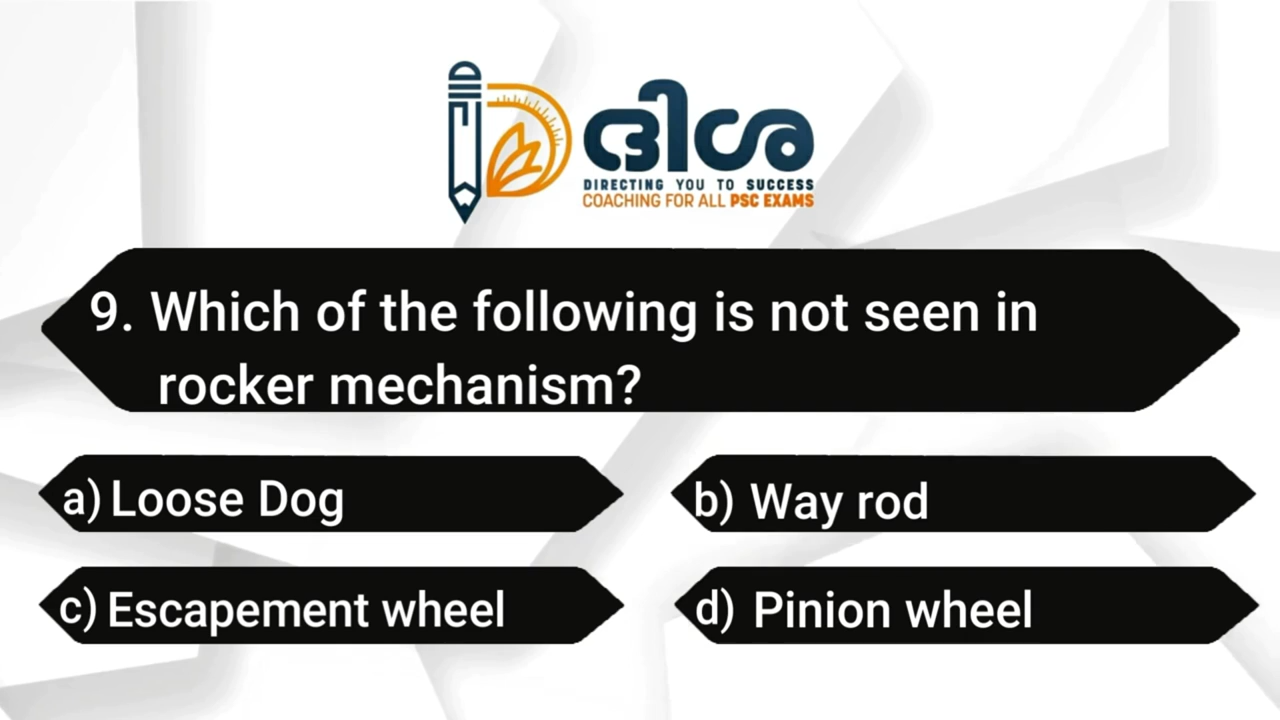 ദിശ
DIRECTING YOU TO SUCCESS
COACHING FOR ALL PSC EXAMS
9. Which of the following is not seen in
rocker mechanism?
a) Loose Dog
b) Way rod
c) Escapement wheel
d) Pinion wheel